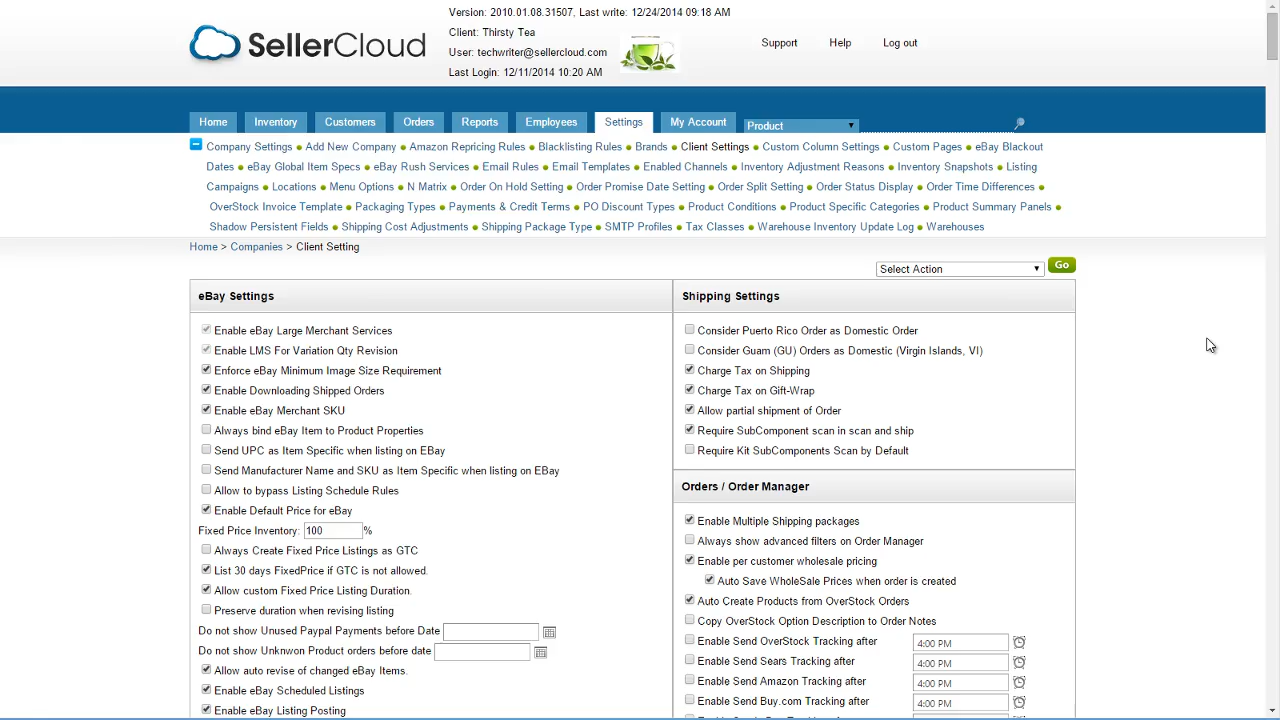 Version: 2010.01.08.31507, Last write: 12/24/2014 09:18 AM
SellerCloud
Client: Thirsty Tea
User: techwriter@sellercloud.com
Last Login: 12/11/2014 10:20 AM
Support Help Log out
Home Inventory Customers Orders Reports Employees Settings My Account Product
Company Settings Add New Company Amazon Repricing Rules Blacklisting Rules Brands Client Settings Custom Column Settings Custom Pages eBay Blackout
Dates eBay Global Item Specs eBay Rush Services Email Rules Email Templates Enabled Channels Inventory Adjustment Reasons Inventory Snapshots Listing
Campaigns Locations Menu Options N Matrix Order On Hold Setting Order Promise Date Setting Order Split Setting Order Status Display Order Time Differences
OverStock Invoice Template Packaging Types Payments & Credit Terms PO Discount Types Product Conditions Product Specific Categories Product Summary Panels
Shadow Persistent Fields Shipping Cost Adjustments Shipping Package Type SMTP Profiles Tax Classes Warehouse Inventory Update Log Warehouses
Home > Companies > Client Setting
Select Action Go
eBay Settings
Enable eBay Large Merchant Services
Enable LMS For Variation Qty Revision
Enforce eBay Minimum Image Size Requirement
Enable Downloading Shipped Orders
Enable eBay Merchant SKU
Always bind eBay Item to Product Properties
Send UPC as Item Specific when listing on EBay
Send Manufacturer Name and SKU as Item Specific when listing on EBay
Allow to bypass Listing Schedule Rules
Enable Default Price for eBay
Fixed Price Inventory: 100 %
Always Create Fixed Price Listings as GTC
List 30 days FixedPrice if GTC is not allowed.
Allow custom Fixed Price Listing Duration.
Preserve duration when revising listing
Do not show Unused Paypal Payments before Date
Do not show Unknwon Product orders before date
Allow auto revise of changed eBay Items.
Enable eBay Scheduled Listings
Enable eBay Listing Posting
Shipping Settings
Consider Puerto Rico Order as Domestic Order
Consider Guam (GU) Orders as Domestic (Virgin Islands, VI)
Charge Tax on Shipping
Charge Tax on Gift-Wrap
Allow partial shipment of Order
Require SubComponent scan in scan and ship
Require Kit SubComponents Scan by Default
Orders / Order Manager
Enable Multiple Shipping packages
Always show advanced filters on Order Manager
Enable per customer wholesale pricing
Auto Save WholeSale Prices when order is created
Auto Create Products from OverStock Orders
Copy OverStock Option Description to Order Notes
Enable Send OverStock Tracking after 4:00 PM
Enable Send Sears Tracking after 4:00 PM
Enable Send Amazon Tracking after 4:00 PM
Enable Send Buy.com Tracking after 4:00 PM